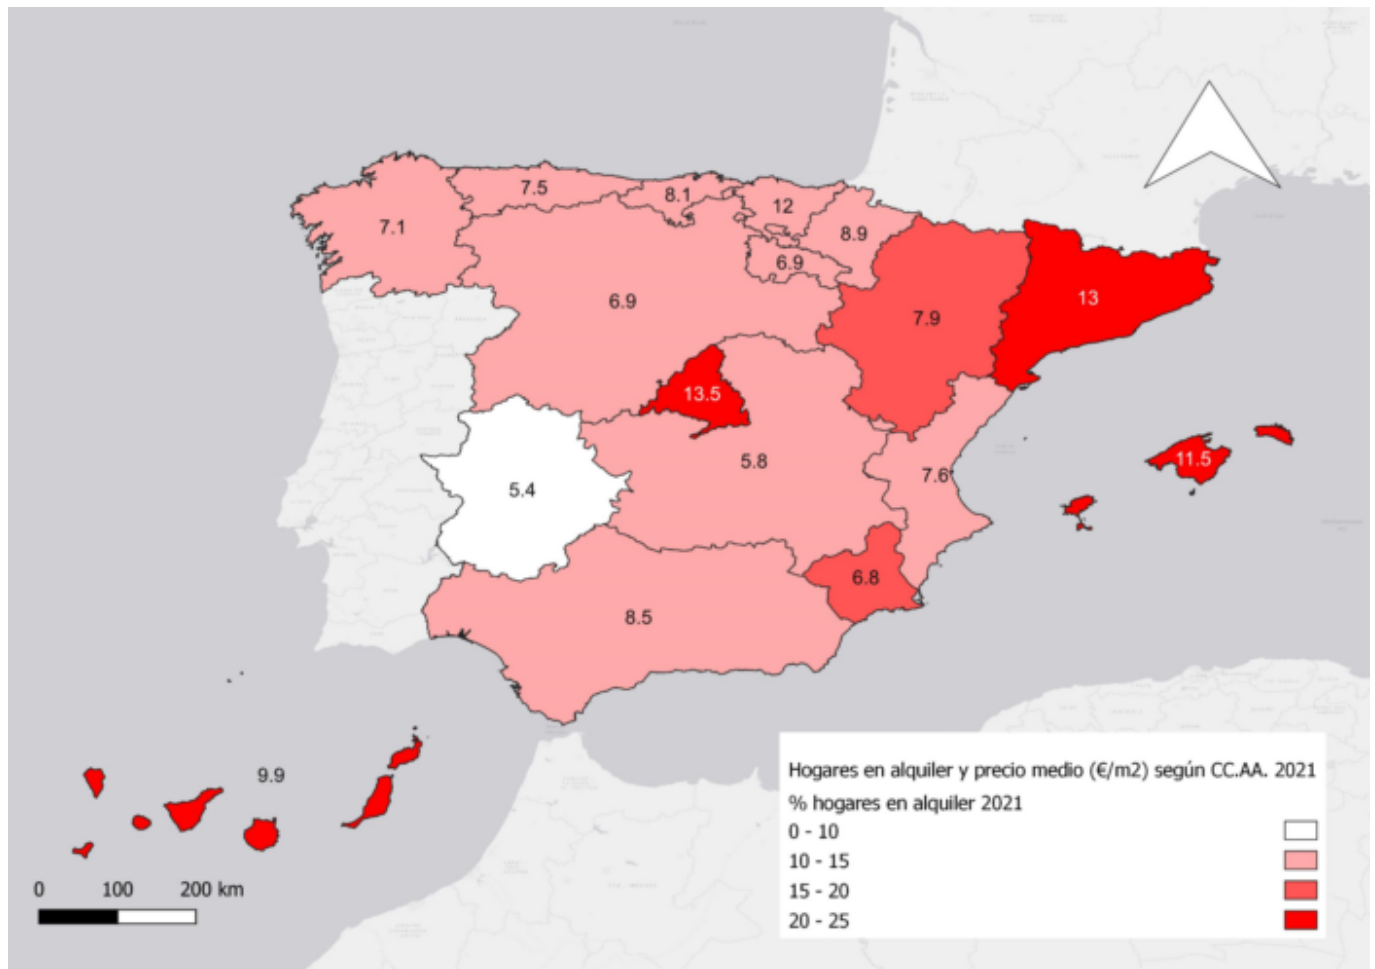 7.5
8.1
12
7.1
8.9
6.9
6.9
13
7.9
13.5
5.8
11.5
7.6
5.4
6.8
8.5
9.9
Hogares en alquiler y precio medio (€/m2) según CC.AA. 2021
% hogares en alquiler 2021
0 - 10
10 - 15
15 - 20
20 - 25
0 100 200 km